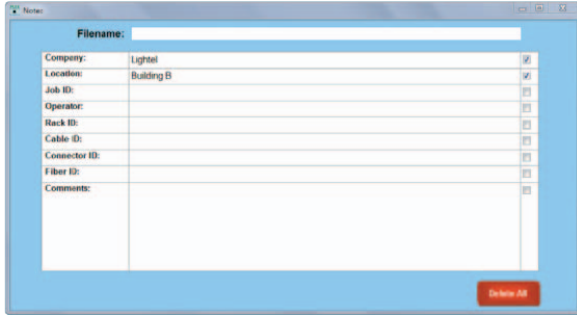 Notes
Filename:
Company: Lightel
Location: Building B
Job ID:
Operator:
Rack ID:
Cable ID:
Connector ID:
Fiber ID:
Comments:
Delete All